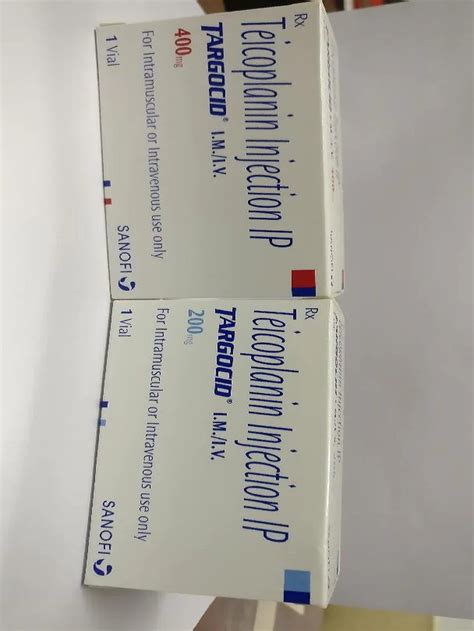 Rx
Teicoplanin Injection IP
TARGOCID® I.M./I.V.
400mg
For Intramuscular or Intravenous use only
1 Vial
SANOFI
Rx
Teicoplanin Injection IP
TARGOCID® I.M./I.V.
200mg
For Intramuscular or Intravenous use only
1 Vial
SANOFI